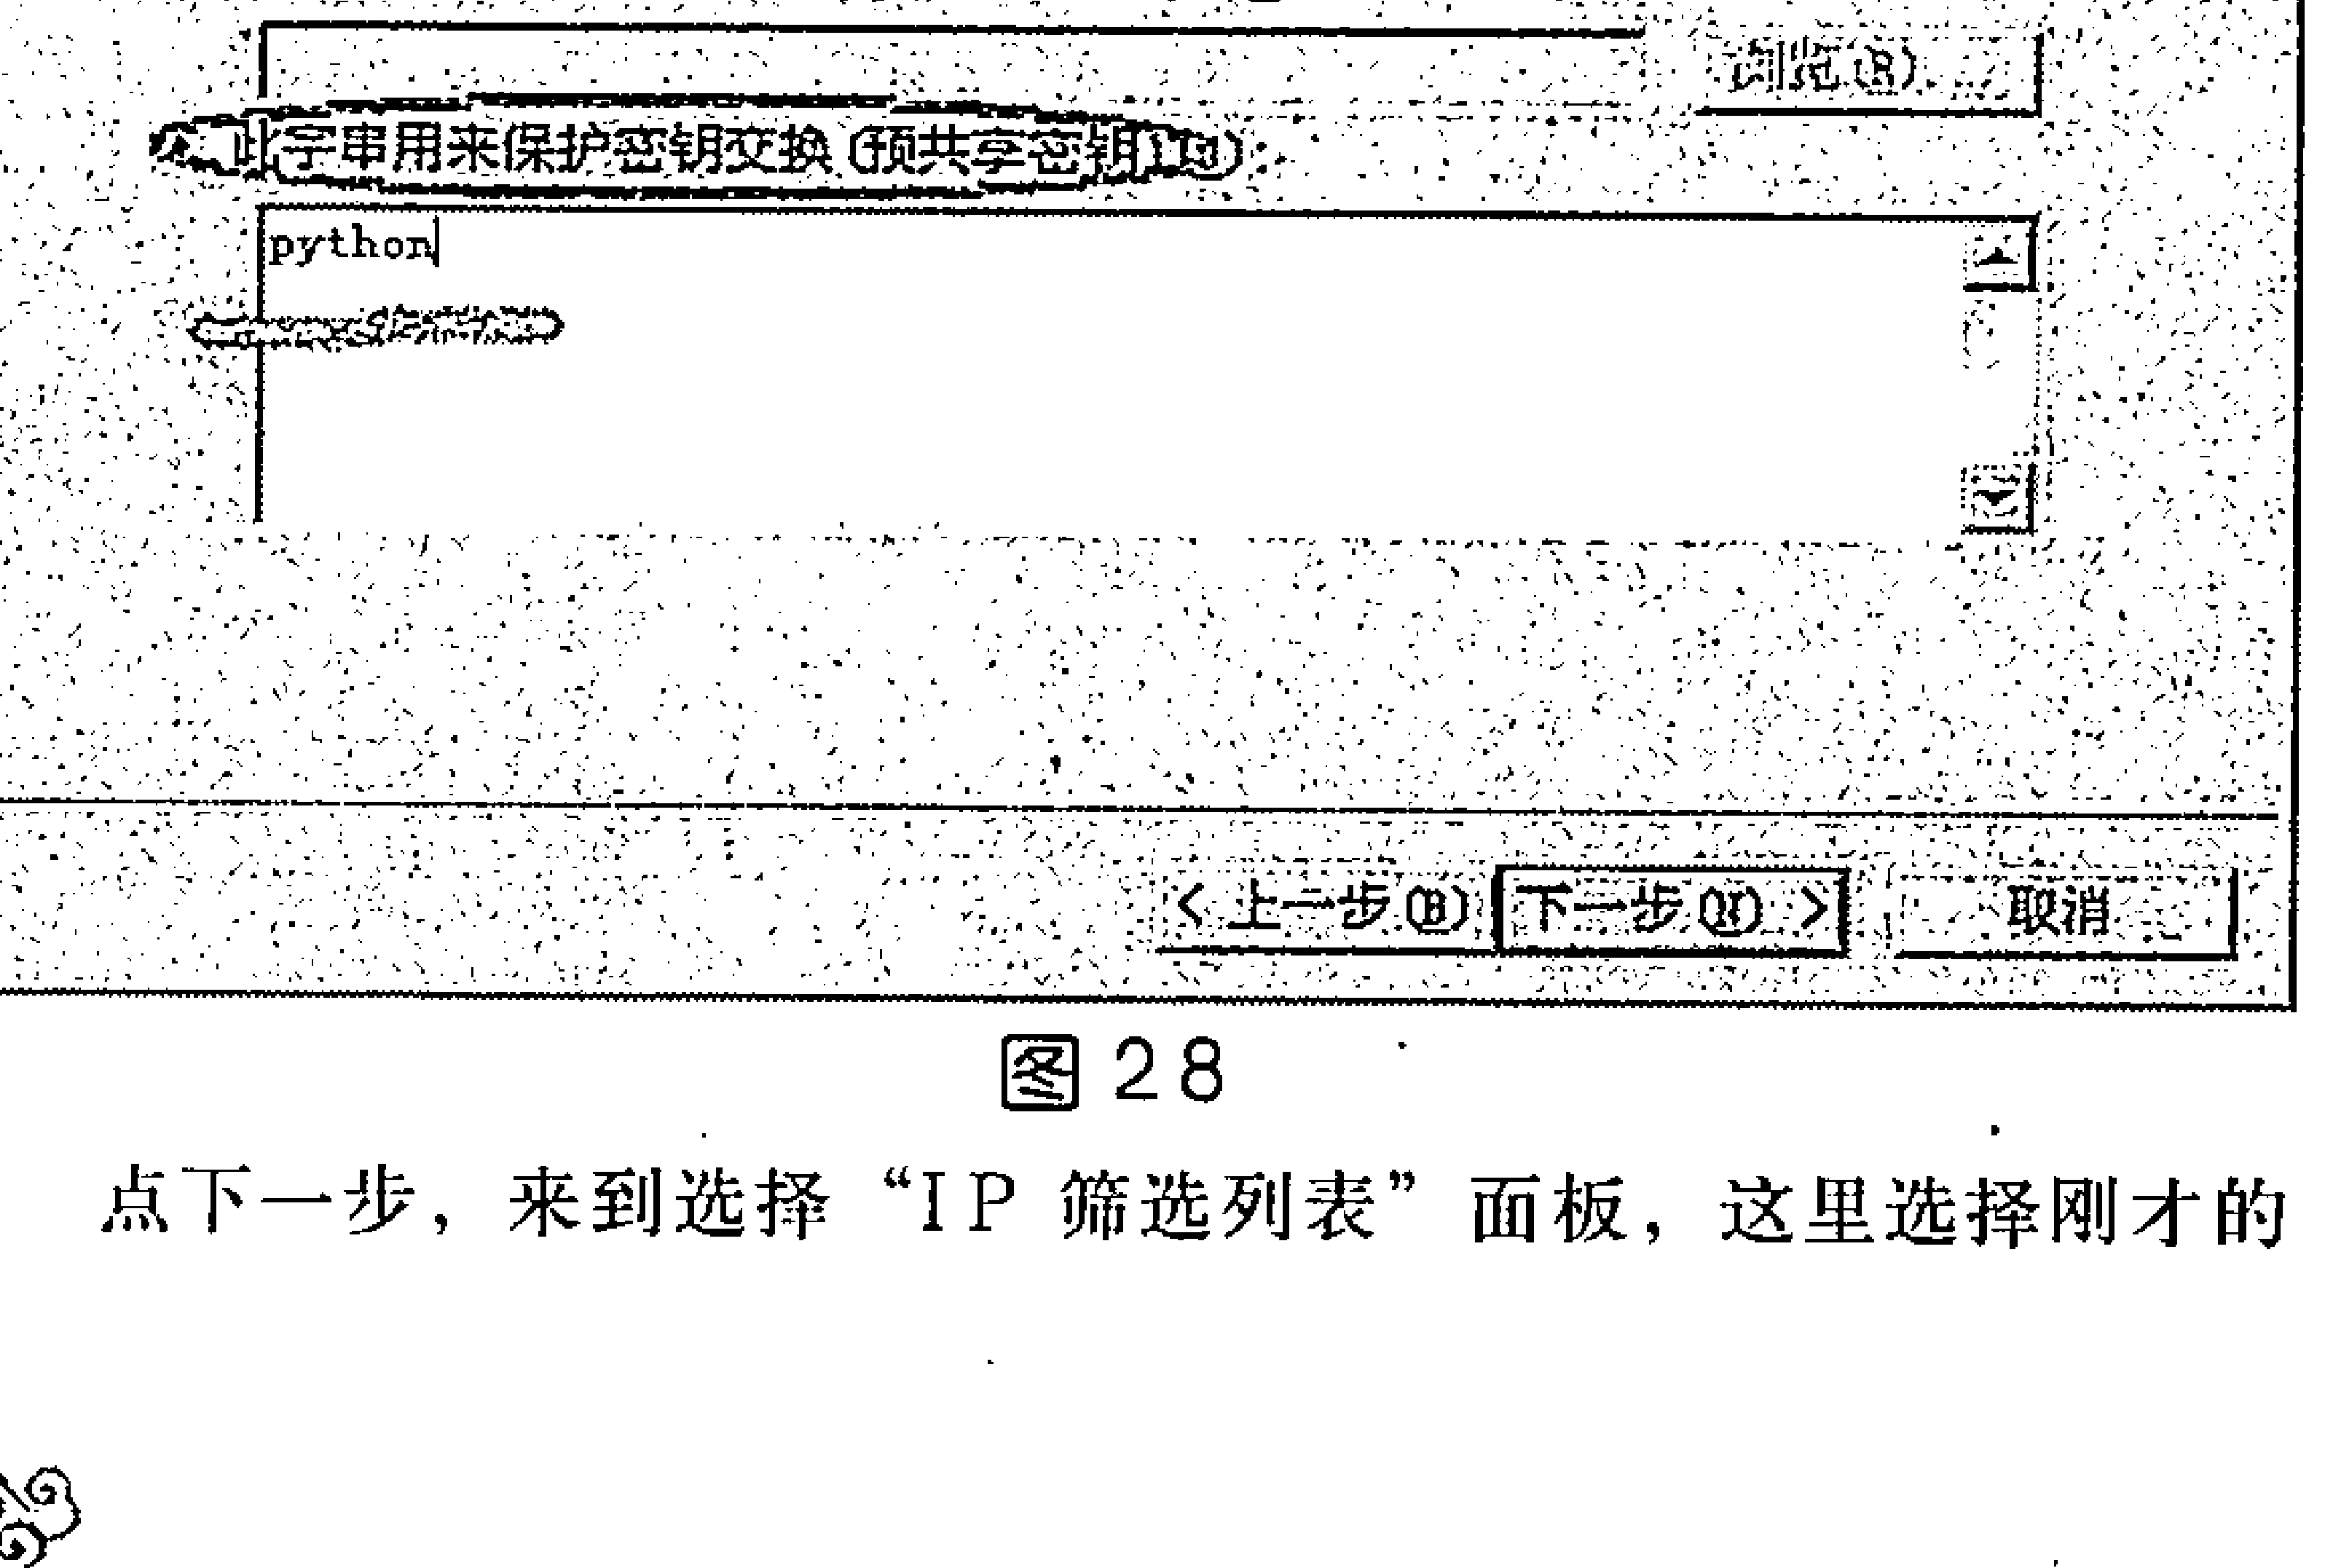 浏览(R)
此字串用来保护密钥交换(预共享密钥)
python
< 上一步(B) 下一步(N) > 取消
图 28
点下一步，来到选择“IP 筛选列表”面板，这里选择刚才的